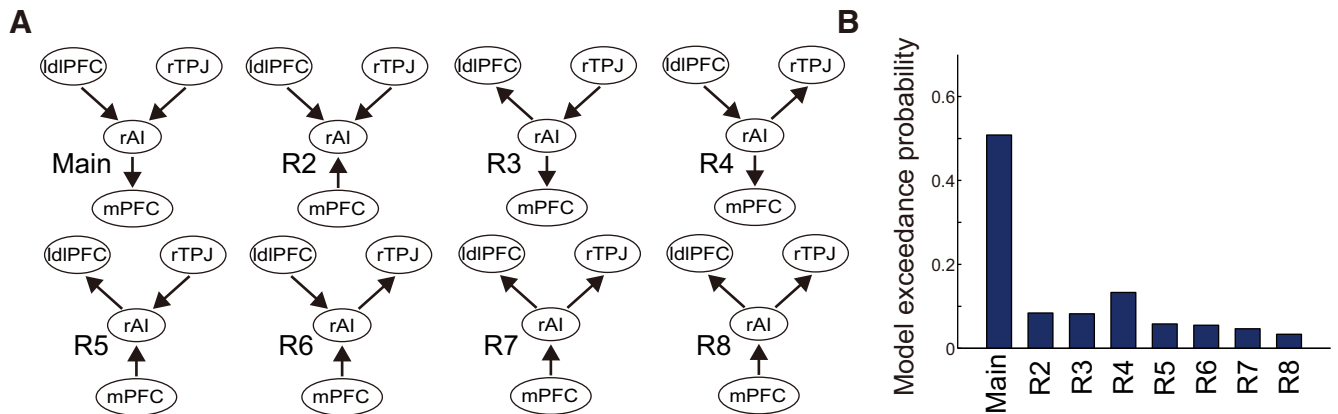 A
B
ldlPFC
rTPJ
ldlPFC
rTPJ
ldlPFC
rTPJ
ldlPFC
rTPJ
rAI
rAI
rAI
rAI
Main
R2
R3
R4
mPFC
mPFC
mPFC
mPFC
ldlPFC
rTPJ
ldlPFC
rTPJ
ldlPFC
rTPJ
ldlPFC
rTPJ
rAI
rAI
rAI
rAI
R5
R6
R7
R8
mPFC
mPFC
mPFC
mPFC
Model exceedance probability
0.6
0.4
0.2
0
Main
R2
R3
R4
R5
R6
R7
R8